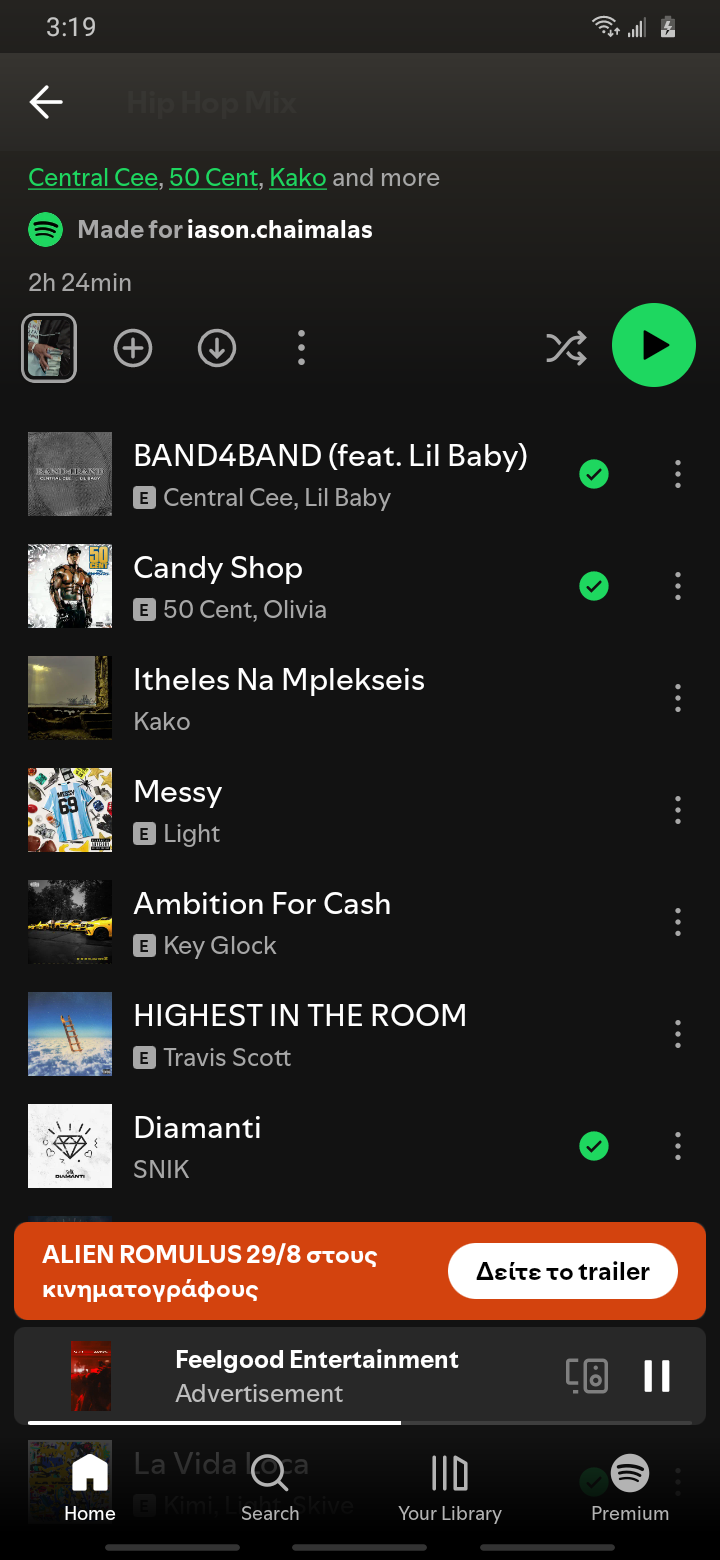 3:19
Hip Hop Mix
Central Cee, 50 Cent, Kako and more
Made for iason.chaimalas
2h 24min
BAND4BAND (feat. Lil Baby)
E Central Cee, Lil Baby
Candy Shop
E 50 Cent, Olivia
Itheles Na Mplekseis
Kako
Messy
E Light
Ambition For Cash
E Key Glock
HIGHEST IN THE ROOM
E Travis Scott
Diamanti
SNIK
ALIEN ROMULUS 29/8 στους
κινηματογράφους
Δείτε το trailer
Feelgood Entertainment
Advertisement
La Vida Loca
E Kimi, Light, Skive
Home
Search
Your Library
Premium